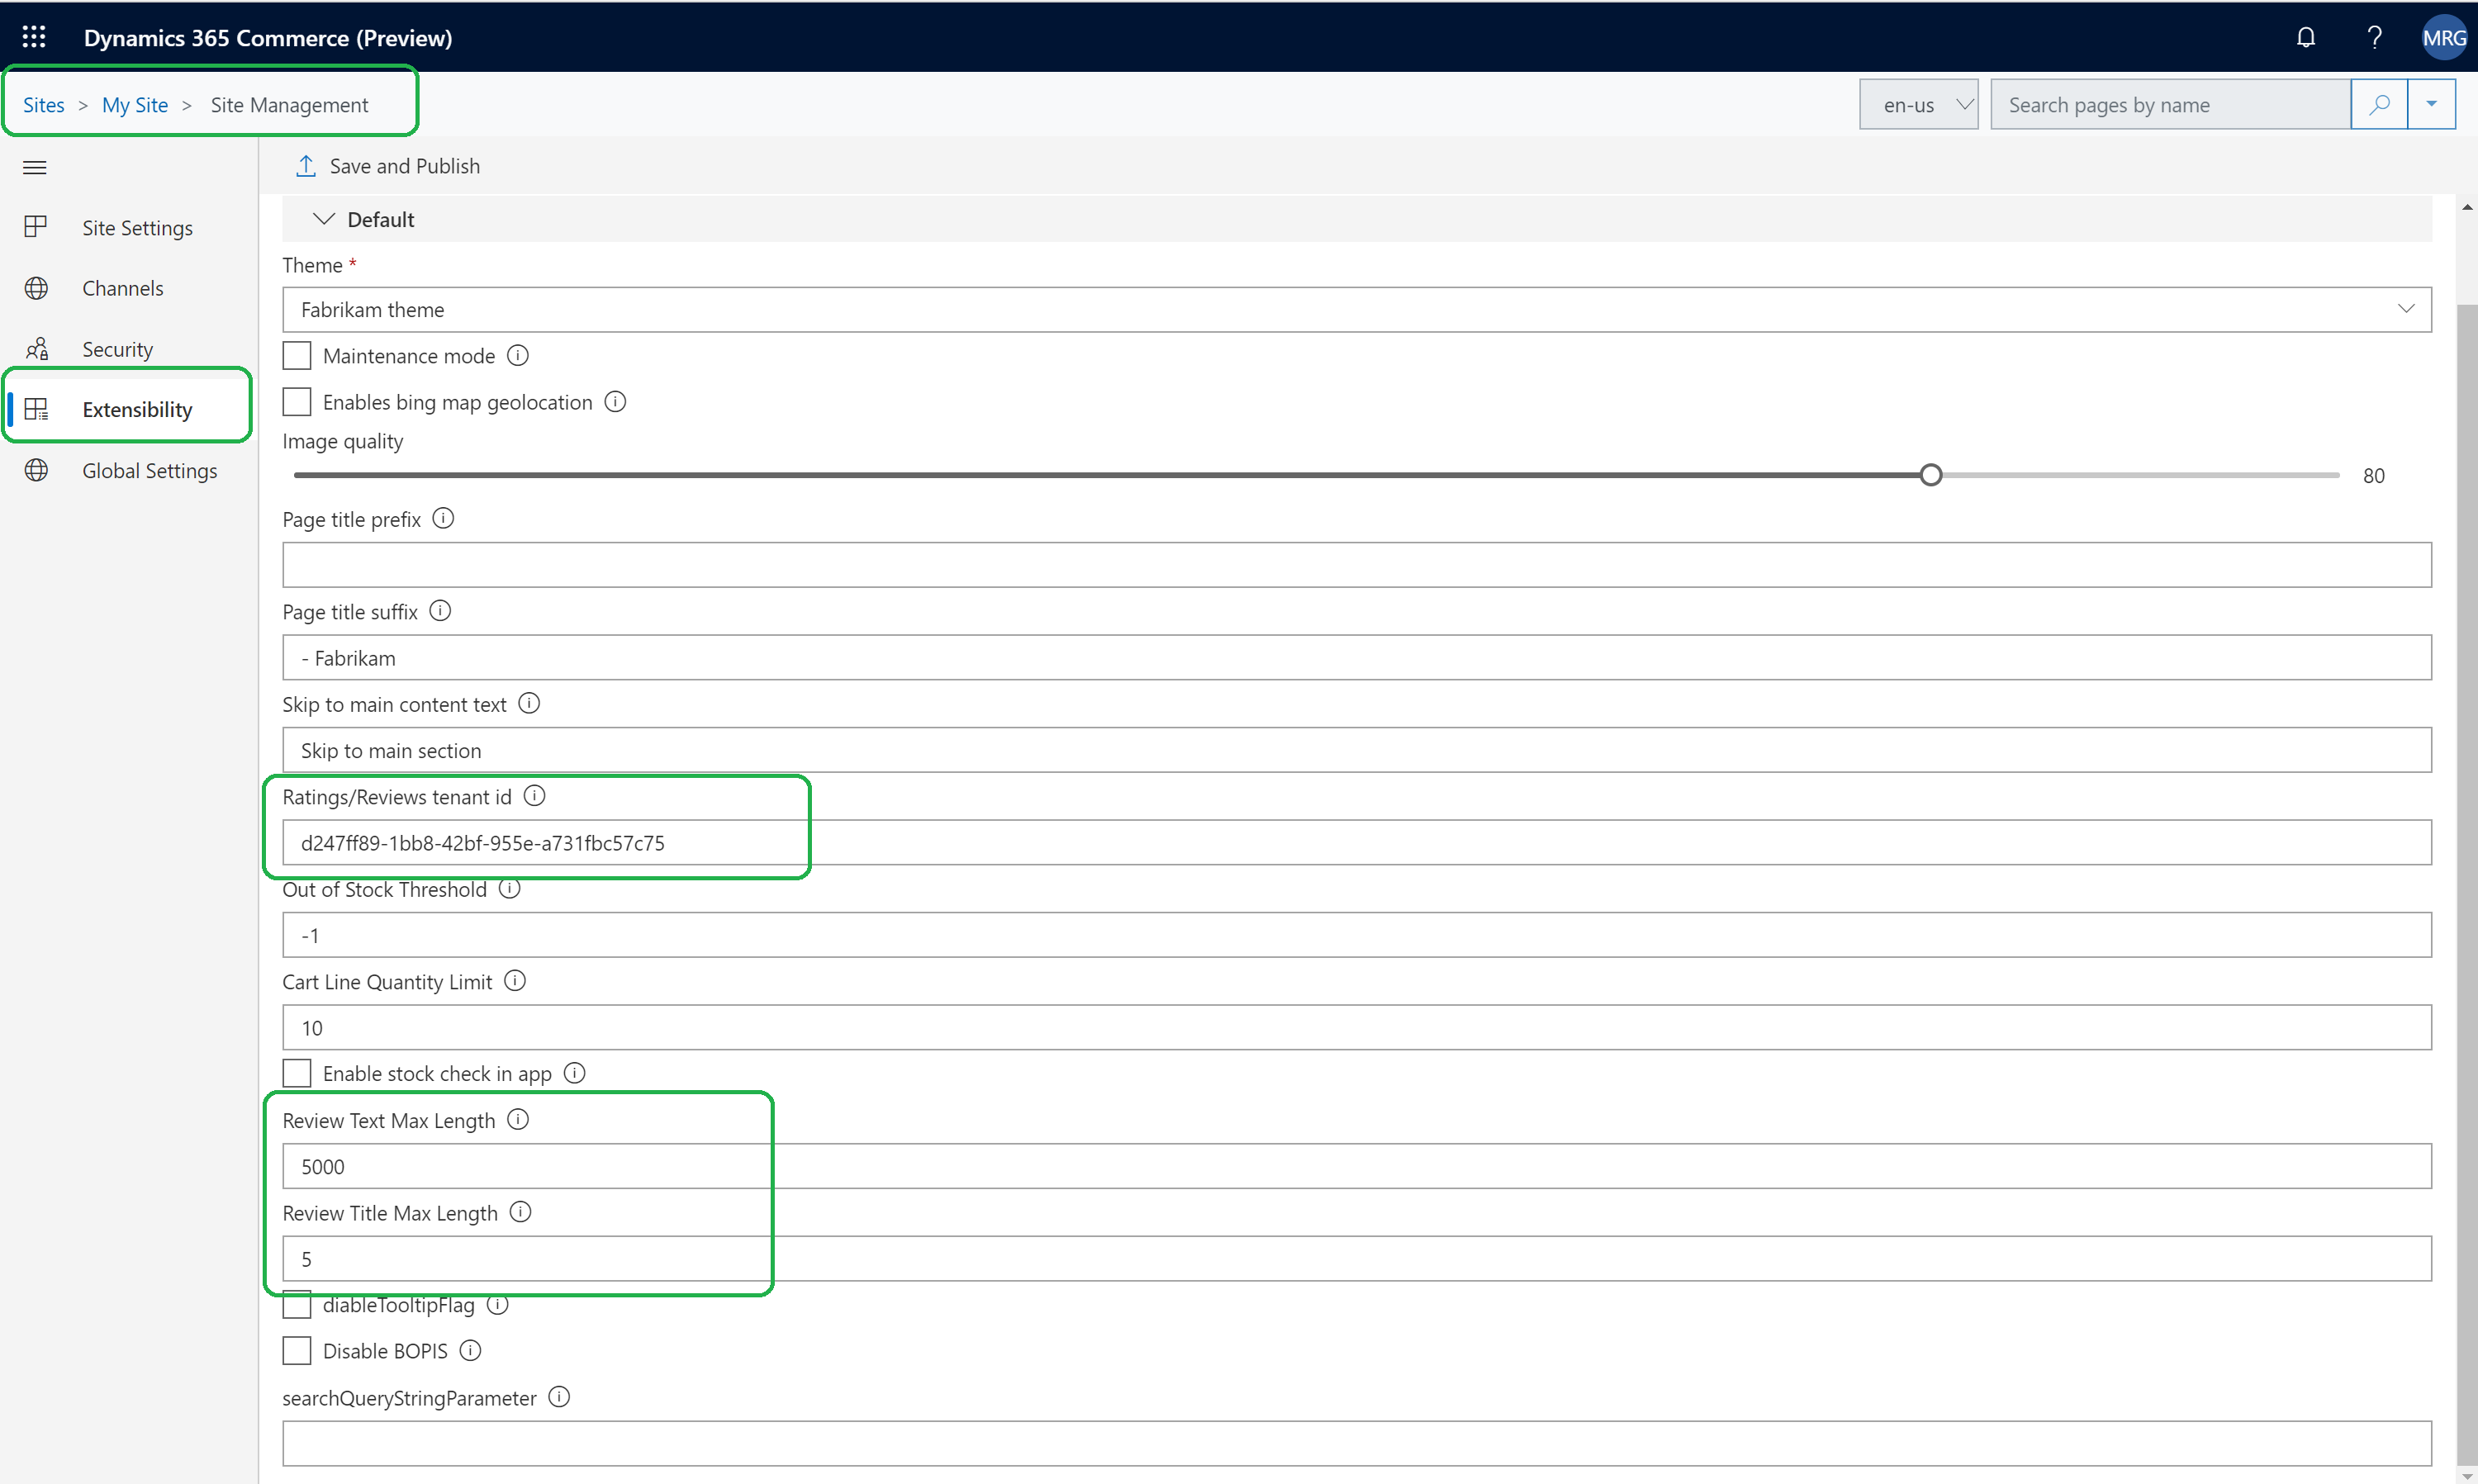 Dynamics 365 Commerce (Preview)
?
MRG
Sites > My Site > Site Management
en-us
Search pages by name
Save and Publish
Site Settings
Channels
Security
Extensibility
Global Settings
Default
Theme *
Fabrikam theme
Maintenance mode
Enables bing map geolocation
Image quality
80
Page title prefix
Page title suffix
- Fabrikam
Skip to main content text
Skip to main section
Ratings/Reviews tenant id
d247ff89-1bb8-42bf-955e-a731fbc57c75
Out of Stock Threshold
-1
Cart Line Quantity Limit
10
Enable stock check in app
Review Text Max Length
5000
Review Title Max Length
5
diableTooltipFlag
Disable BOPIS
searchQueryStringParameter